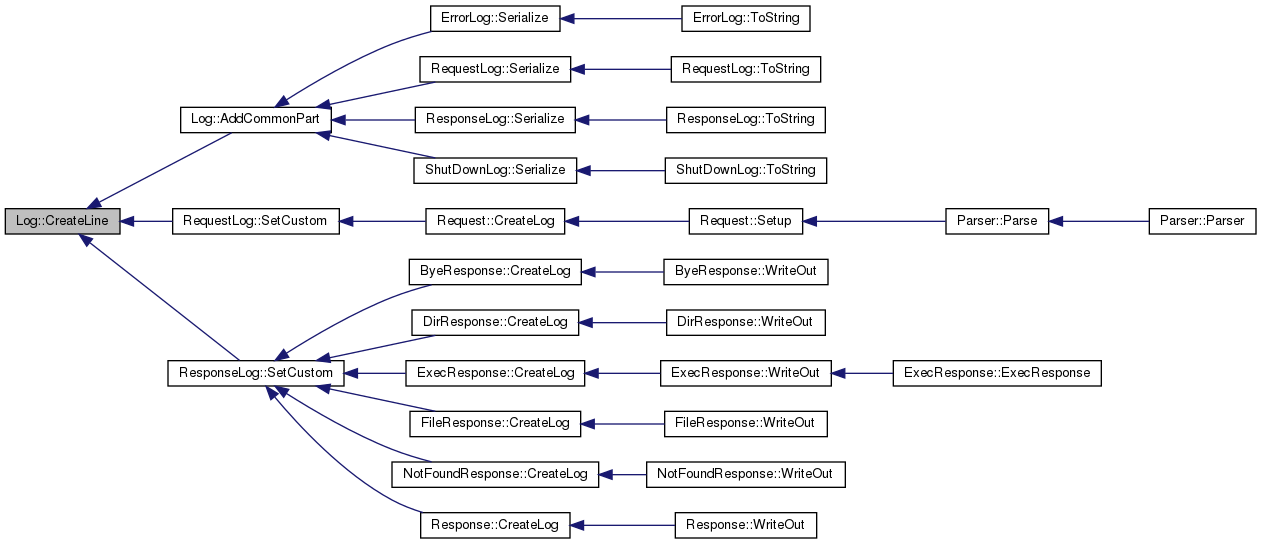 ErrorLog::Serialize
ErrorLog::ToString
RequestLog::Serialize
RequestLog::ToString
Log::AddCommonPart
ResponseLog::Serialize
ResponseLog::ToString
ShutDownLog::Serialize
ShutDownLog::ToString
Log::CreateLine
RequestLog::SetCustom
Request::CreateLog
Request::Setup
Parser::Parse
Parser::Parser
ByeResponse::CreateLog
ByeResponse::WriteOut
DirResponse::CreateLog
DirResponse::WriteOut
ResponseLog::SetCustom
ExecResponse::CreateLog
ExecResponse::WriteOut
ExecResponse::ExecResponse
FileResponse::CreateLog
FileResponse::WriteOut
NotFoundResponse::CreateLog
NotFoundResponse::WriteOut
Response::CreateLog
Response::WriteOut